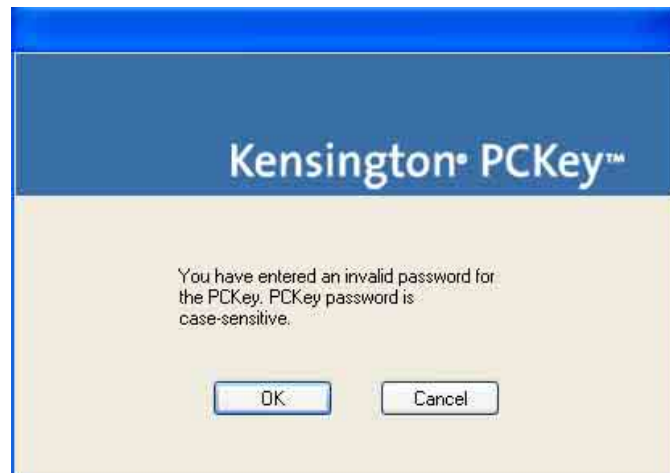 Kensington® PCKey™
You have entered an invalid password for
the PCKey. PCKey password is
case-sensitive.
OK Cancel